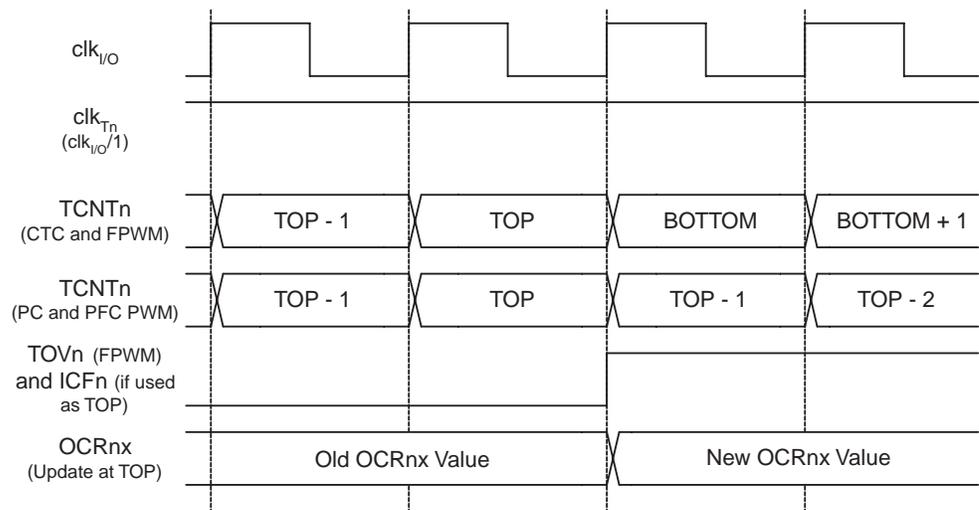 clkI/O
clkTn
(clkI/O/1)
TCNTn
(CTC and FPWM)
TOP - 1
TOP
BOTTOM
BOTTOM + 1
TCNTn
(PC and PFC PWM)
TOP - 1
TOP
TOP - 1
TOP - 2
TOVn (FPWM)
and ICFn (if used
as TOP)
OCRnx
(Update at TOP)
Old OCRnx Value
New OCRnx Value